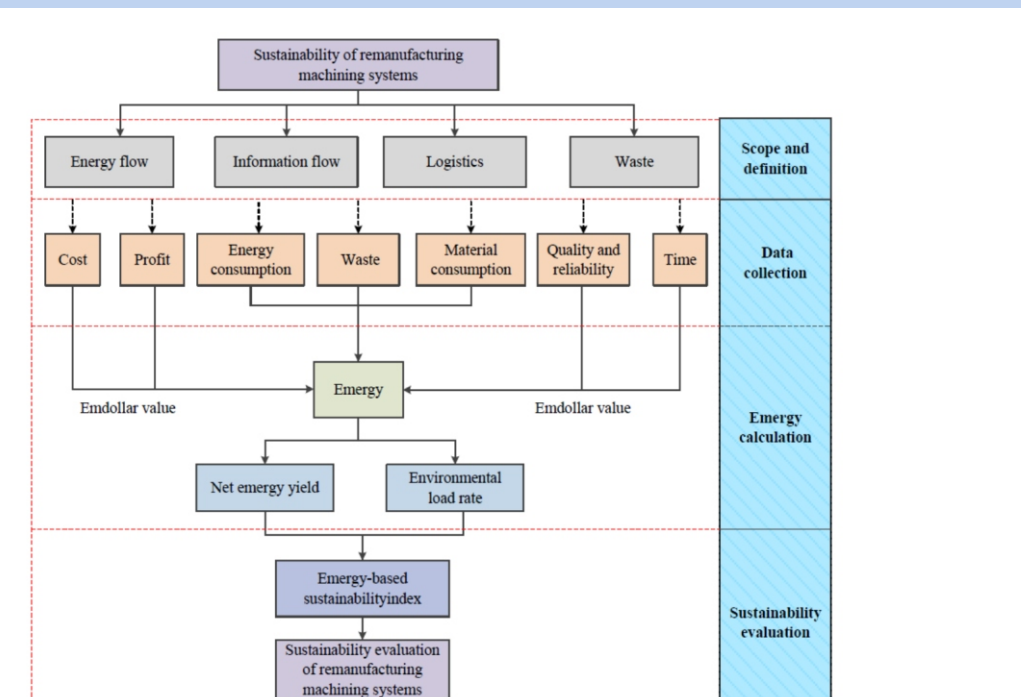 Sustainability of remanufacturing
machining systems
Energy flow
Information flow
Logistics
Waste
Scope and
definition
Cost
Profit
Energy
consumption
Waste
Material
consumption
Quality and
reliability
Time
Data
collection
Emergy
Emdollar value
Emdollar value
Emergy
calculation
Net emergy yield
Environmental
load rate
Emergy-based
sustainabilityindex
Sustainability
evaluation
Sustainability evaluation
of remanufacturing
machining systems